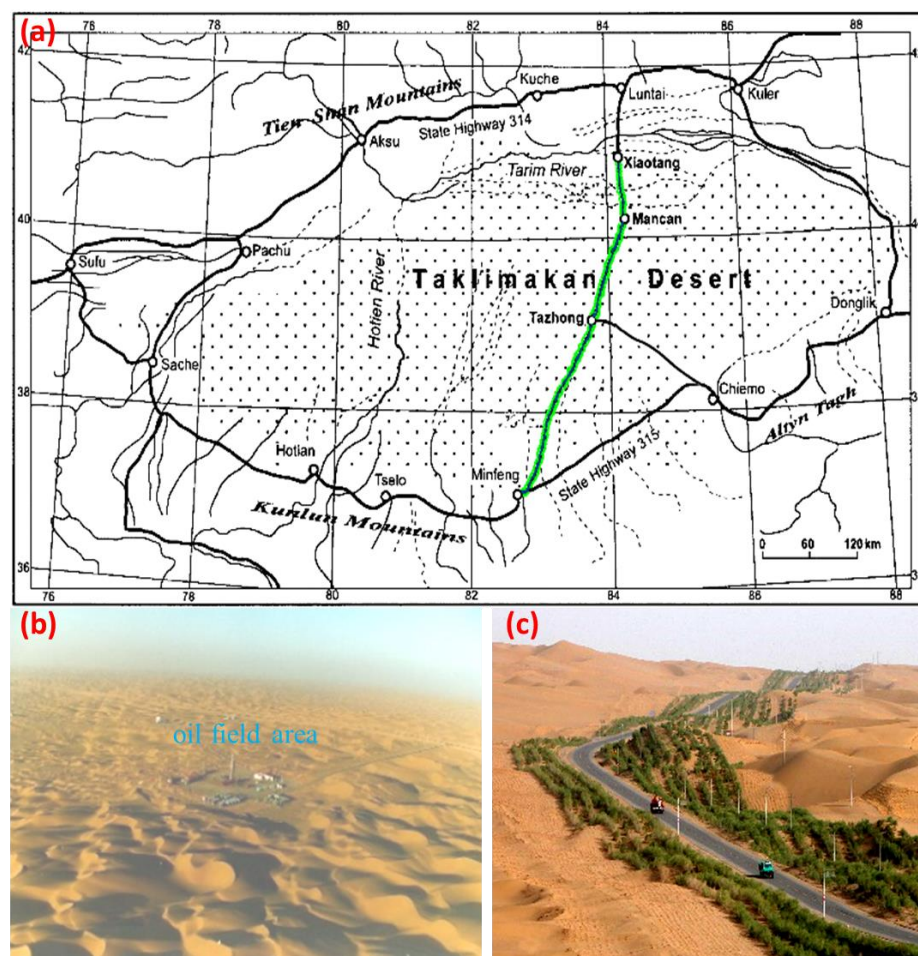 (a)
76
78
80
82
84
86
88
42
42
Kuche
Luntai
Kuler
Tien Shan Mountains
State Highway 314
Aksu
Xiaotang
Tarim River
Mancan
40
40
Pachu
Sufu
Hotien River
Taklimakan Desert
Donglik
Tazhong
Sache
38
Chiemo
Altyn Tagh
Hotian
Minfeng
State Highway 315
Tselo
Kunlun Mountains
0 60 120 km
36
76
78
80
82
84
86
88
(b)
oil field area
(c)